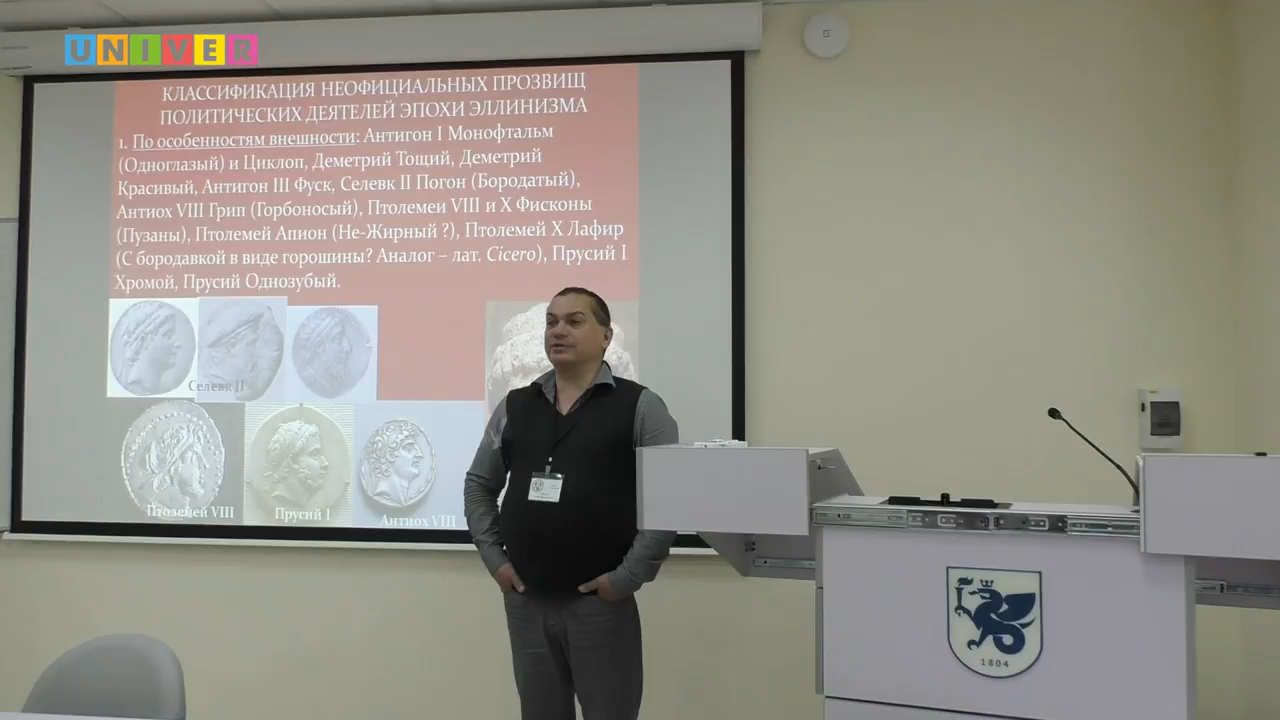 UNIVER
КЛАССИФИКАЦИЯ НЕОФИЦИАЛЬНЫХ ПРОЗВИЩ
ПОЛИТИЧЕСКИХ ДЕЯТЕЛЕЙ ЭПОХИ ЭЛЛИНИЗМА
1. По особенностям внешности: Антигон I Монофтальм
(Одноглазый) и Циклоп, Деметрий Тощий, Деметрий
Красивый, Антигон III Фуск, Селевк II Погон (Бородатый),
Антиох VIII Грип (Горбоносый), Птолемеи VIII и X Фисконы
(Пузаны), Птолемей Апион (Не-Жирный ?), Птолемей X Лафир
(С бородавкой в виде горошины? Аналог – лат. Cicero), Прусий I
Хромой, Прусий Однозубый.
Селевк II
Птолемей VIII
Прусий I
Антиох VIII
1804